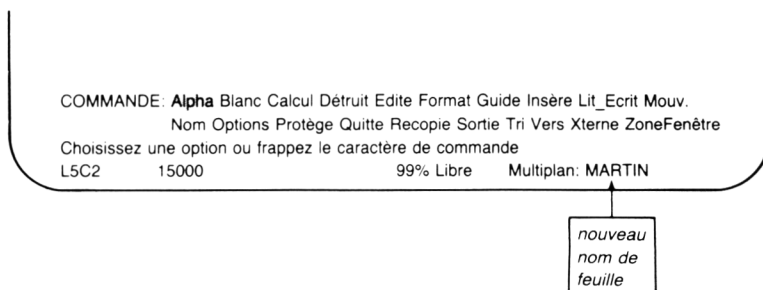 COMMANDE: Alpha Blanc Calcul Détruit Edite Format Guide Insère Lit_Ecrit Mouv.
Nom Options Protège Quitte Recopie Sortie Tri Vers Xterne ZoneFenêtre
Choisissez une option ou frappez le caractère de commande
L5C2 15000 99% Libre Multiplan: MARTIN
nouveau
nom de
feuille